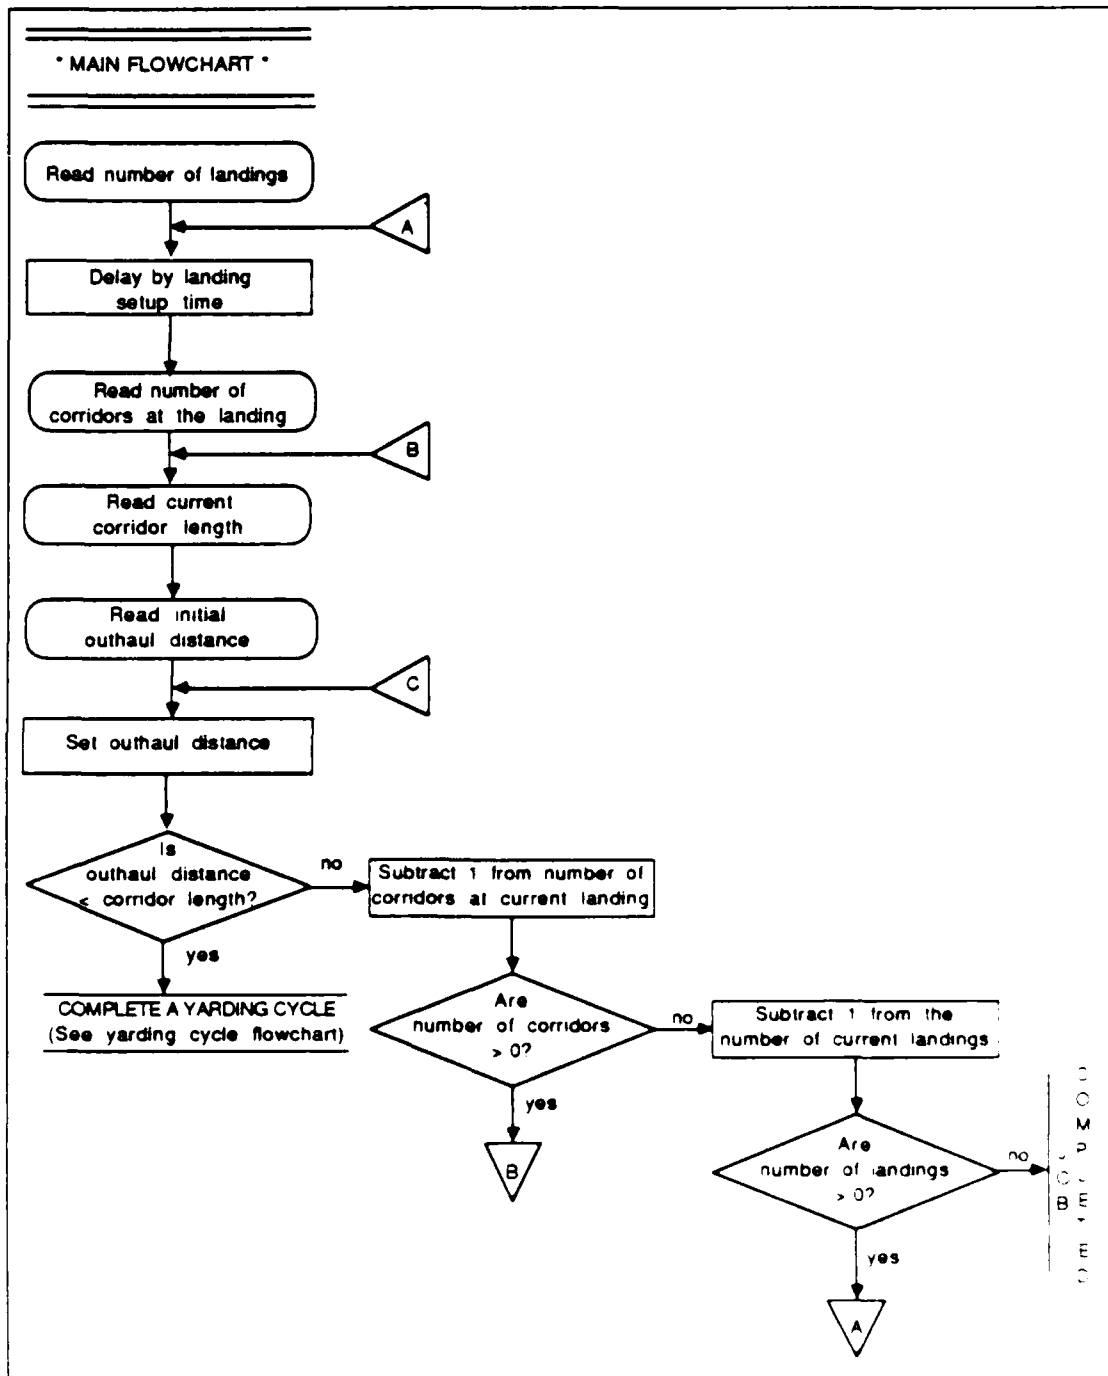 * MAIN FLOWCHART *
Read number of landings
A
Delay by landing
setup time
Read number of
corridors at the landing
B
Read current
corridor length
Read initial
outhaul distance
C
Set outhaul distance
Is
outhaul distance
< corridor length?
no
yes
Subtract 1 from number of
corridors at current landing
COMPLETE A YARDING CYCLE
(See yarding cycle flowchart)
Are
number of corridors
> 0?
no
yes
B
Subtract 1 from the
number of current landings
Are
number of landings
> 0?
no
yes
A
JOB
COMPLETED